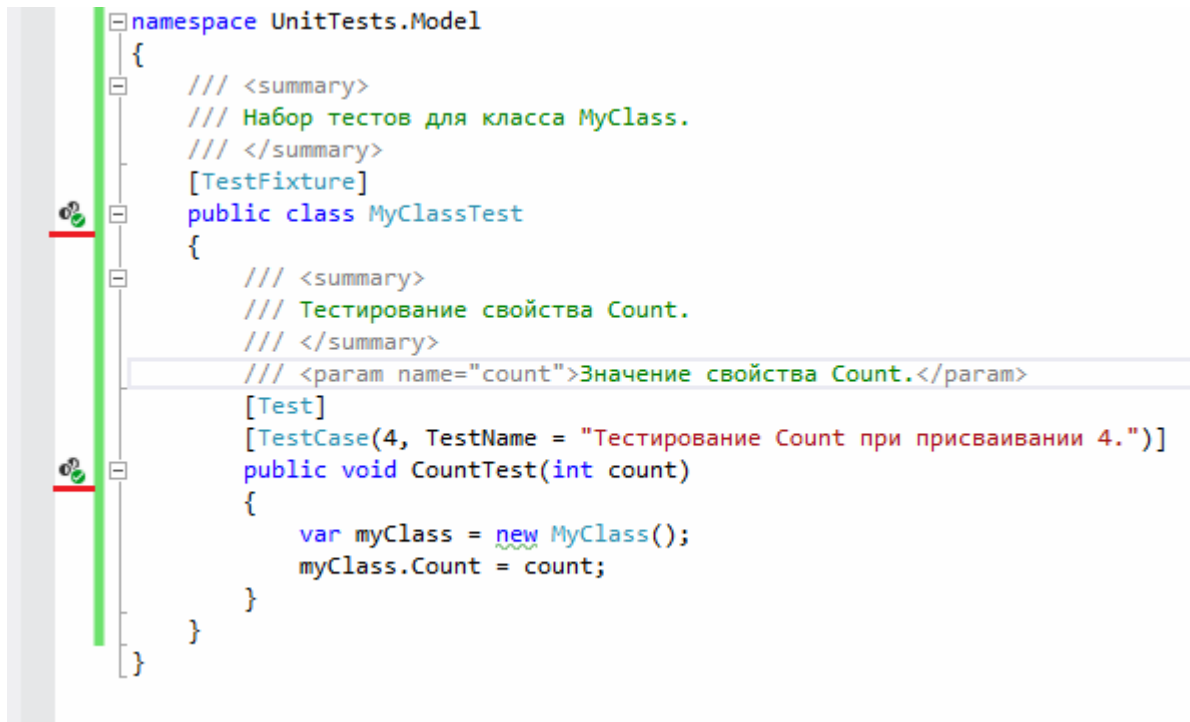 namespace UnitTests.Model
{
/// <summary>
/// Набор тестов для класса MyClass.
/// </summary>
[TestFixture]
public class MyClassTest
{
/// <summary>
/// Тестирование свойства Count.
/// </summary>
/// <param name="count">Значение свойства Count.</param>
[Test]
[TestCase(4, TestName = "Тестирование Count при присваивании 4.")]
public void CountTest(int count)
{
var myClass = new MyClass();
myClass.Count = count;
}
}
}